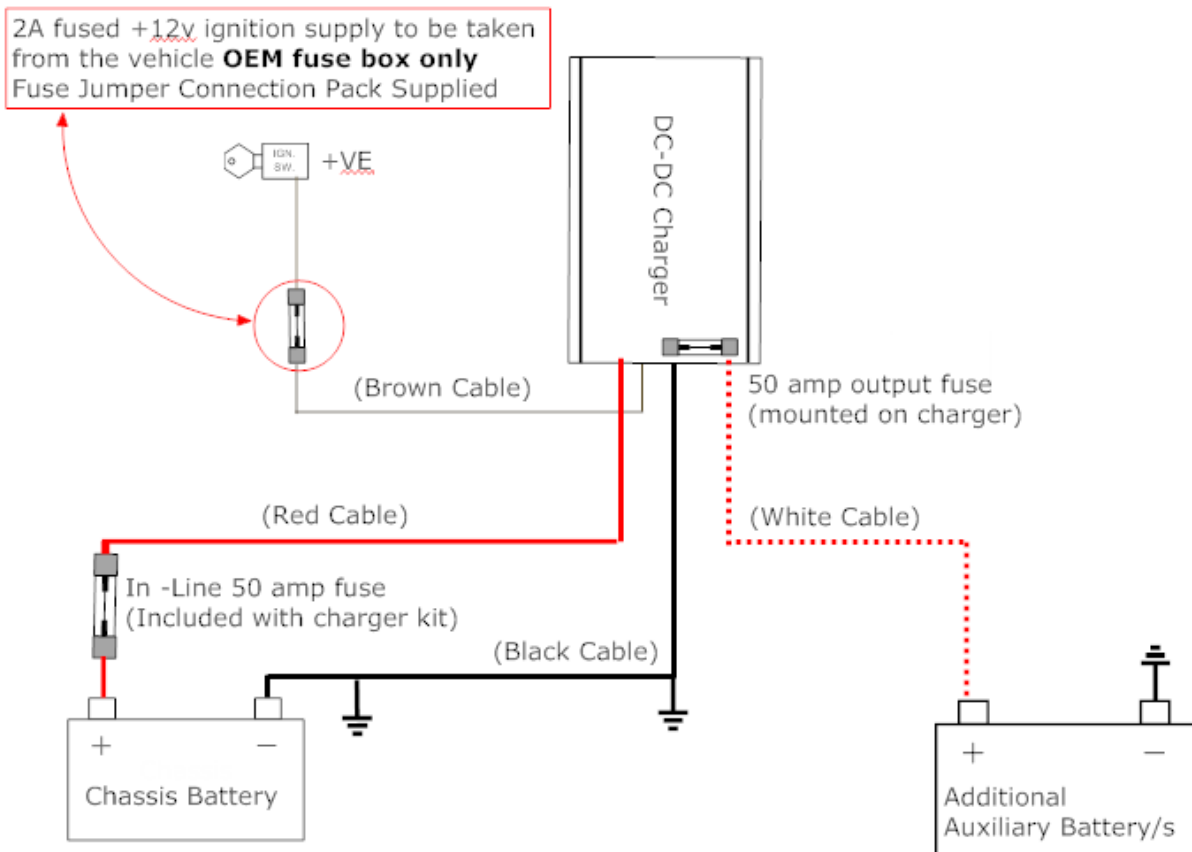 2A fused +12v ignition supply to be taken
from the vehicle OEM fuse box only
Fuse Jumper Connection Pack Supplied
IGN.
SW.
+VE
DC-DC Charger
(Brown Cable)
50 amp output fuse
(mounted on charger)
(Red Cable)
(White Cable)
In -Line 50 amp fuse
(Included with charger kit)
(Black Cable)
+
−
Chassis Battery
+
−
Additional
Auxiliary Battery/s